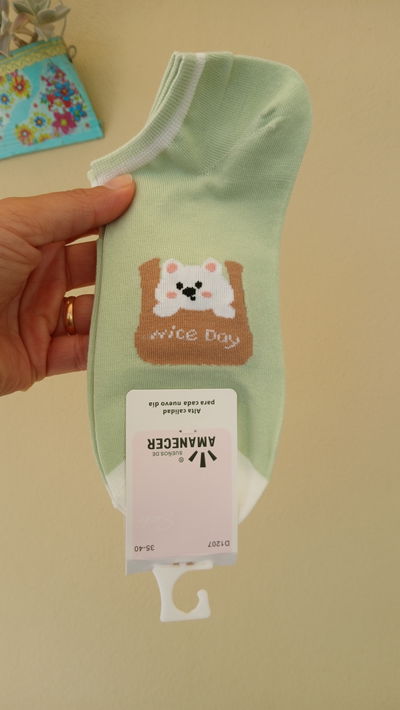 Nice Day
Alta calidad
para cada nuevo día
SUEÑOS DE
AMANECER
®
D1207
35-40